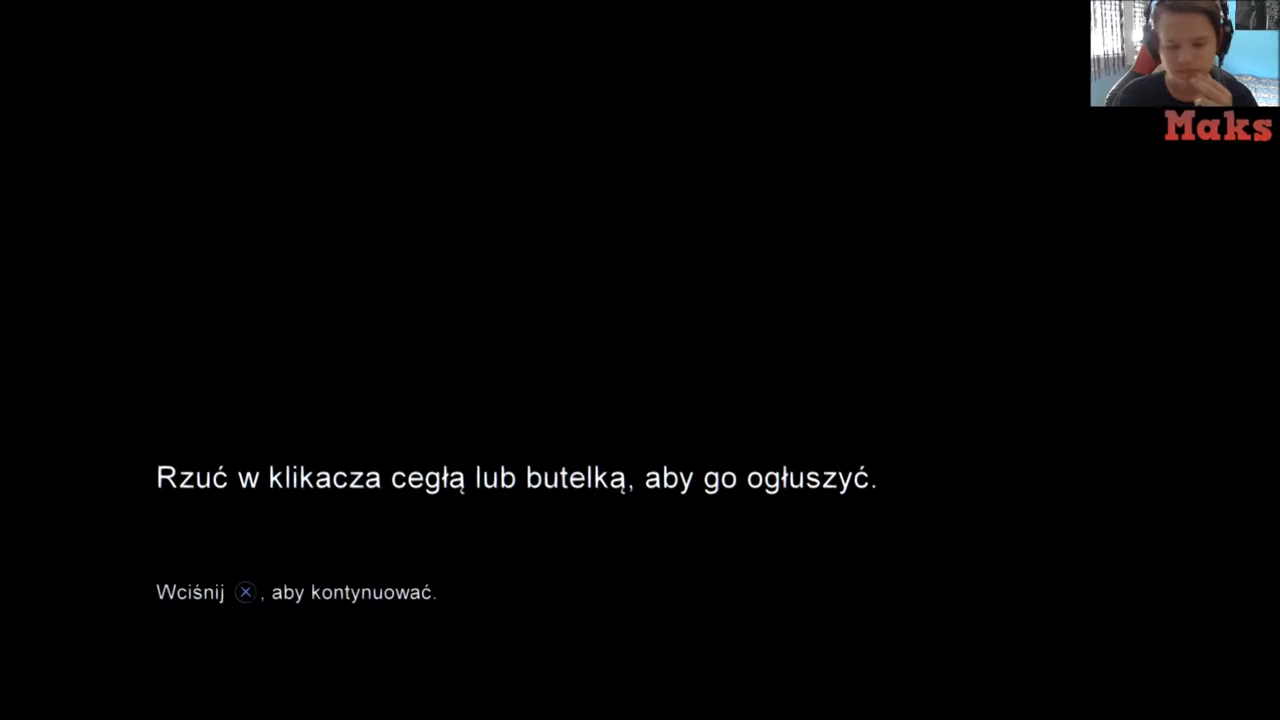 Maks
Rzuć w klikacza cegłą lub butelką, aby go ogłuszyć.
Wciśnij ⓧ, aby kontynuować.